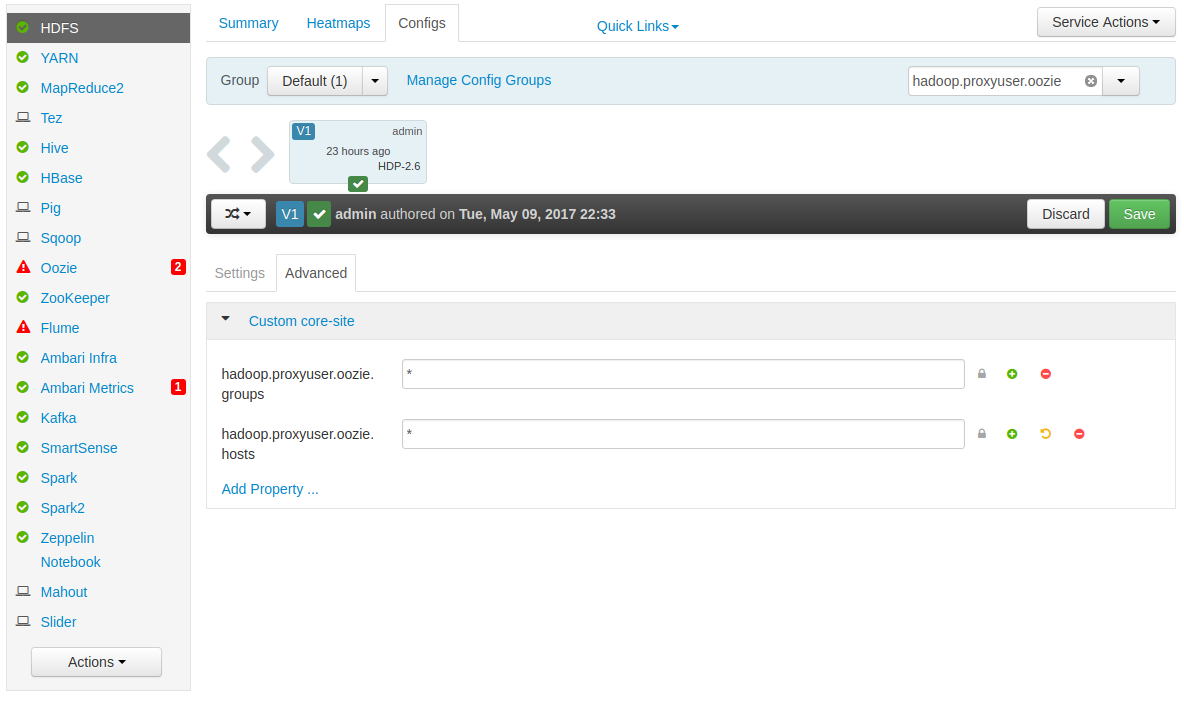 HDFS
YARN
MapReduce2
Tez
Hive
HBase
Pig
Sqoop
Oozie 2
ZooKeeper
Flume
Ambari Infra
Ambari Metrics 1
Kafka
SmartSense
Spark
Spark2
Zeppelin
Notebook
Mahout
Slider
Actions
Summary Heatmaps Configs Quick Links Service Actions
Group Default (1) Manage Config Groups hadoop.proxyuser.oozie
V1 admin
23 hours ago
HDP-2.6
V1 admin authored on Tue, May 09, 2017 22:33 Discard Save
Settings Advanced
Custom core-site
hadoop.proxyuser.oozie. *
groups
hadoop.proxyuser.oozie. *
hosts
Add Property ...